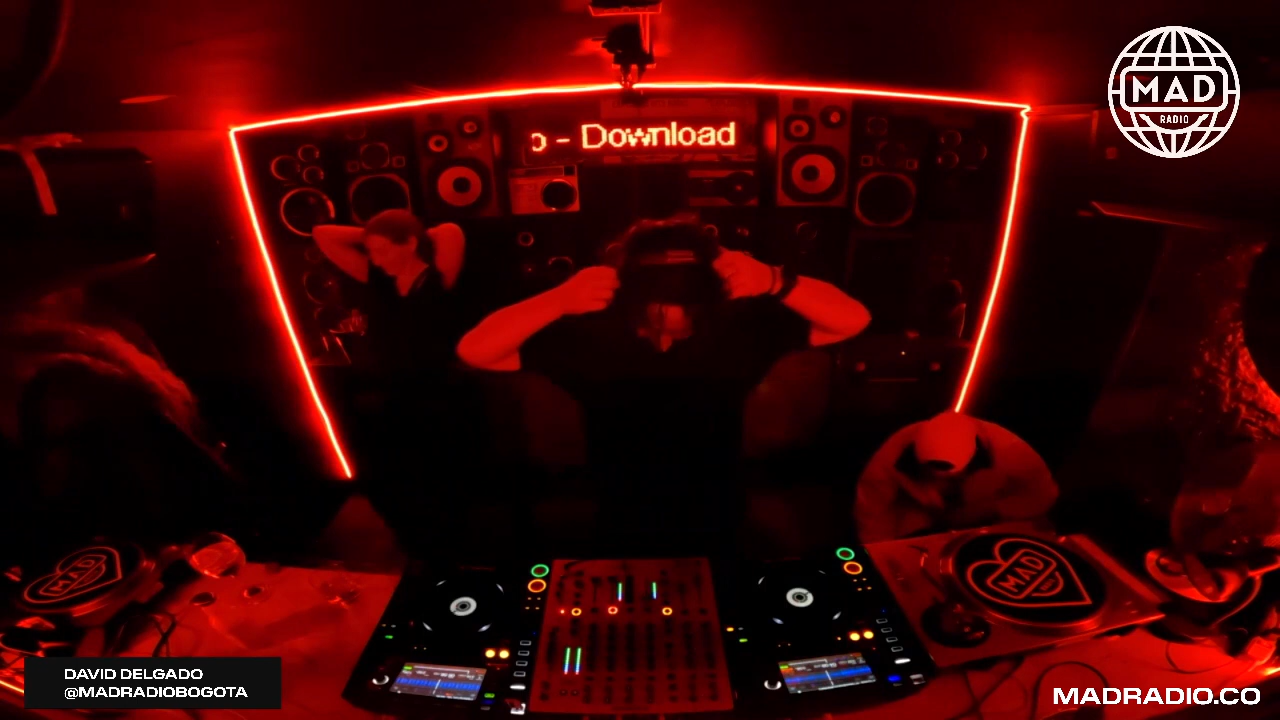 ↄ - Download
MAD
RADIO
MAD
MAD
DAVID DELGADO
@MADRADIOBOGOTA
MADRADIO.CO